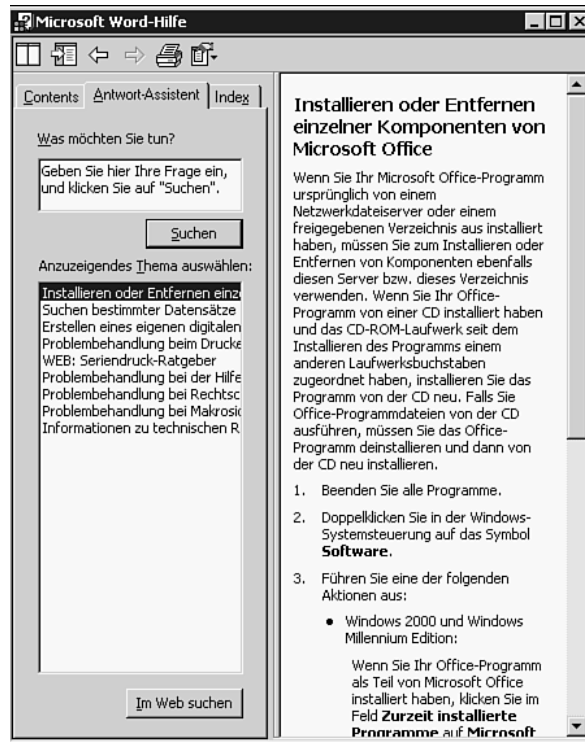 Microsoft Word-Hilfe
Contents Antwort-Assistent Index
Was möchten Sie tun?
Geben Sie hier Ihre Frage ein,
und klicken Sie auf "Suchen".
Suchen
Anzuzeigendes Thema auswählen:
Installieren oder Entfernen einz
Suchen bestimmter Datensätze
Erstellen eines eigenen digitalen
Problembehandlung beim Drucke
WEB: Seriendruck-Ratgeber
Problembehandlung bei der Hilfe
Problembehandlung bei Rechtsc
Problembehandlung bei Makrosic
Informationen zu technischen R
Im Web suchen
Installieren oder Entfernen
einzelner Komponenten von
Microsoft Office
Wenn Sie Ihr Microsoft Office-Programm
ursprünglich von einem
Netzwerkdateiserver oder einem
freigegebenen Verzeichnis aus installiert
haben, müssen Sie zum Installieren oder
Entfernen von Komponenten ebenfalls
diesen Server bzw. dieses Verzeichnis
verwenden. Wenn Sie Ihr Office-
Programm von einer CD installiert haben
und das CD-ROM-Laufwerk seit dem
Installieren des Programms einem
anderen Laufwerksbuchstaben
zugeordnet haben, installieren Sie das
Programm von der CD neu. Falls Sie
Office-Programmdateien von der CD
ausführen, müssen Sie das Office-
Programm deinstallieren und dann von
der CD neu installieren.
1. Beenden Sie alle Programme.
2. Doppelklicken Sie in der Windows-
Systemsteuerung auf das Symbol
Software.
3. Führen Sie eine der folgenden
Aktionen aus:
• Windows 2000 und Windows
Millennium Edition:
Wenn Sie Ihr Office-Programm
als Teil von Microsoft Office
installiert haben, klicken Sie im
Feld Zurzeit installierte
Programme auf Microsoft